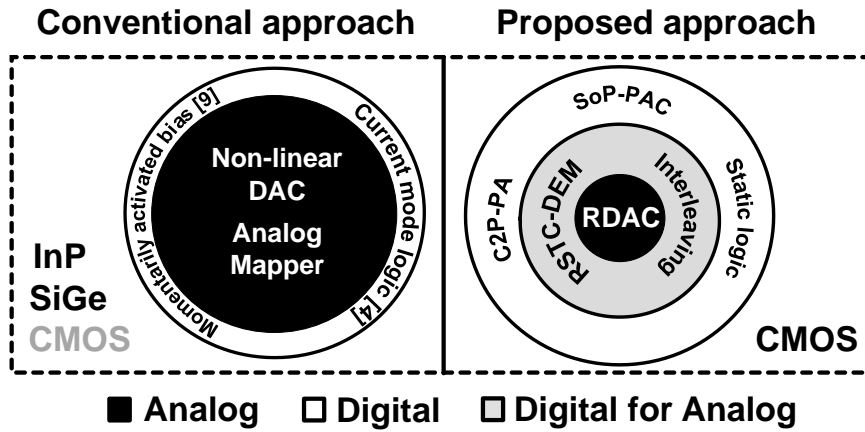 Conventional approach
Proposed approach
Momentarily activated bias [9]
Current mode logic [4]
Non-linear
DAC
Analog
Mapper
InP
SiGe
CMOS
SoP-PAC
C2P-PA
Static logic
RSTC-DEM
Interleaving
RDAC
CMOS
Analog
Digital
Digital for Analog